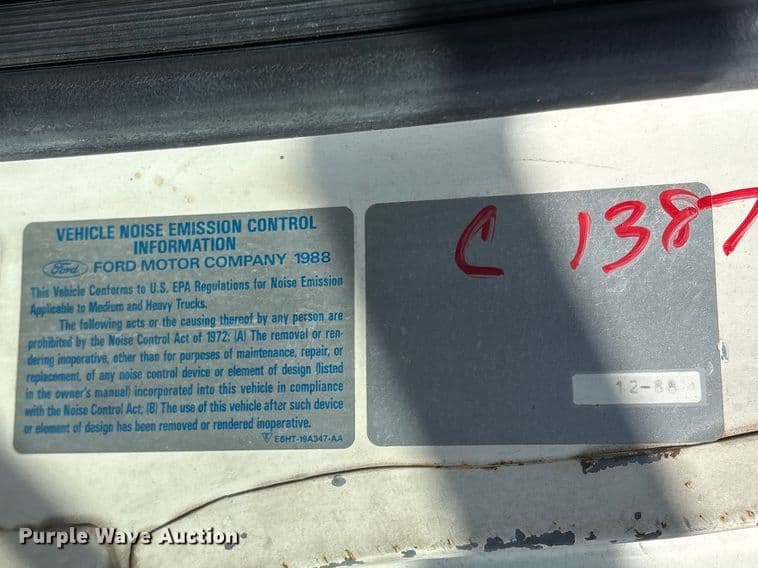 VEHICLE NOISE EMISSION CONTROL
INFORMATION
Ford FORD MOTOR COMPANY 1988
This Vehicle Conforms to U.S. EPA Regulations for Noise Emission
Applicable to Medium and Heavy Trucks.
The following acts or the causing thereof by any person are
prohibited by the Noise Control Act of 1972: (A) The removal or ren-
dering inoperative, other than for purposes of maintenance, repair, or
replacement, of any noise control device or element of design (listed
in the owner's manual) incorporated into this vehicle in compliance
with the Noise Control Act; (B) The use of this vehicle after such device
or element of design has been removed or rendered inoperative.
E8HT-19A347-AA
C 1387
12-88
Purple Wave Auction